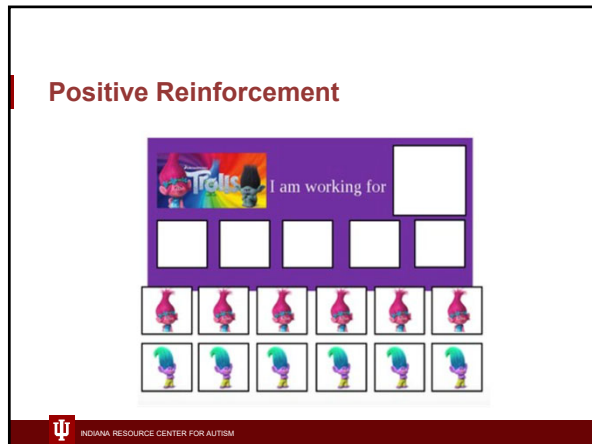 Positive Reinforcement
Trolls
I am working for
INDIANA RESOURCE CENTER FOR AUTISM